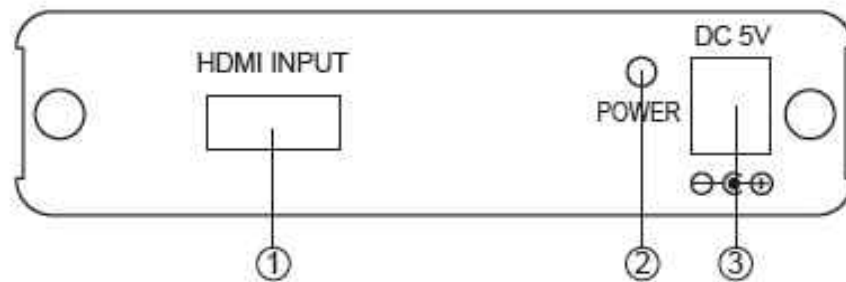 DC 5V
HDMI INPUT
POWER
① ② ③